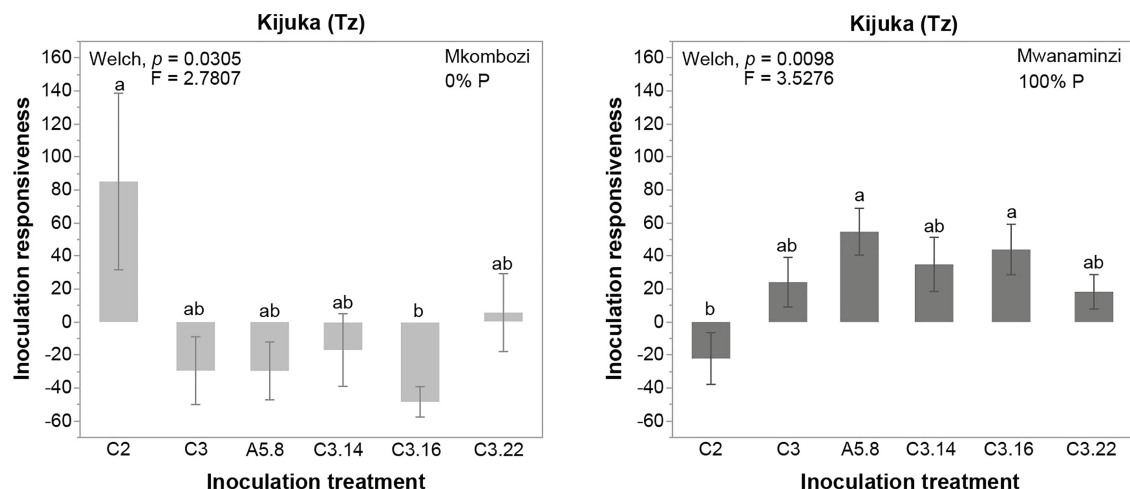 Kijuka (Tz)
Welch, p = 0.0305
F = 2.7807
Mkombozi
0% P
160
140
120
100
80
60
40
20
0
-20
-40
-60
Inoculation responsiveness
a
ab
ab
ab
b
ab
C2 C3 A5.8 C3.14 C3.16 C3.22
Inoculation treatment
Kijuka (Tz)
Welch, p = 0.0098
F = 3.5276
Mwanaminzi
100% P
160
140
120
100
80
60
40
20
0
-20
-40
-60
Inoculation responsiveness
b
ab
a
ab
a
ab
C2 C3 A5.8 C3.14 C3.16 C3.22
Inoculation treatment